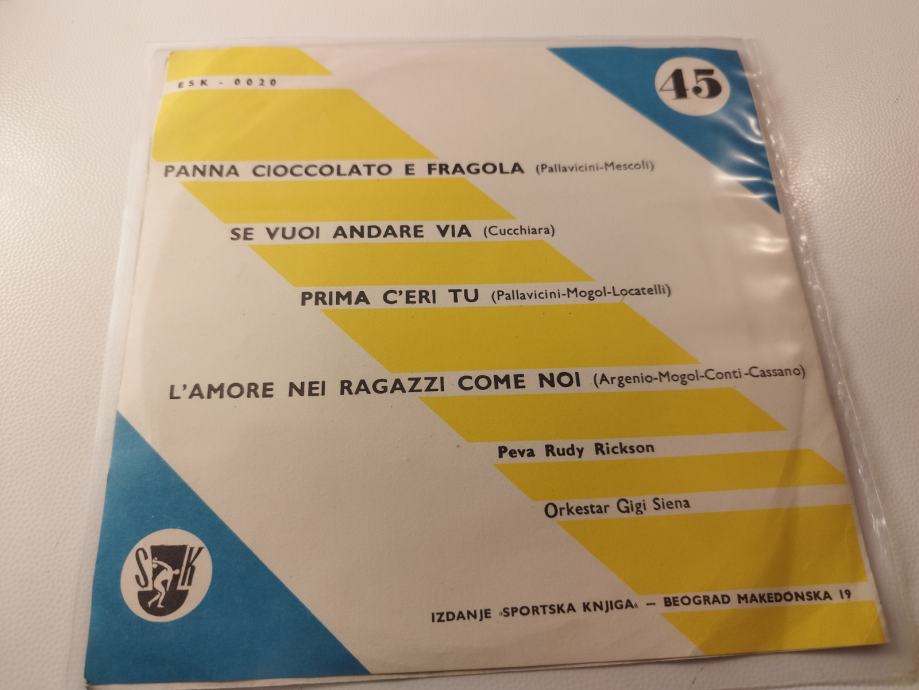 ESK - 0020
45
PANNA CIOCCOLATO E FRAGOLA (Pallavicini-Mescoli)
SE VUOI ANDARE VIA (Cucchiara)
PRIMA C'ERI TU (Pallavicini-Mogol-Locatelli)
L'AMORE NEI RAGAZZI COME NOI (Argenio-Mogol-Conti-Cassano)
Peva Rudy Rickson
Orkestar Gigi Siena
SK
IZDANJE »SPORTSKA KNJIGA« — BEOGRAD MAKEDONSKA 19